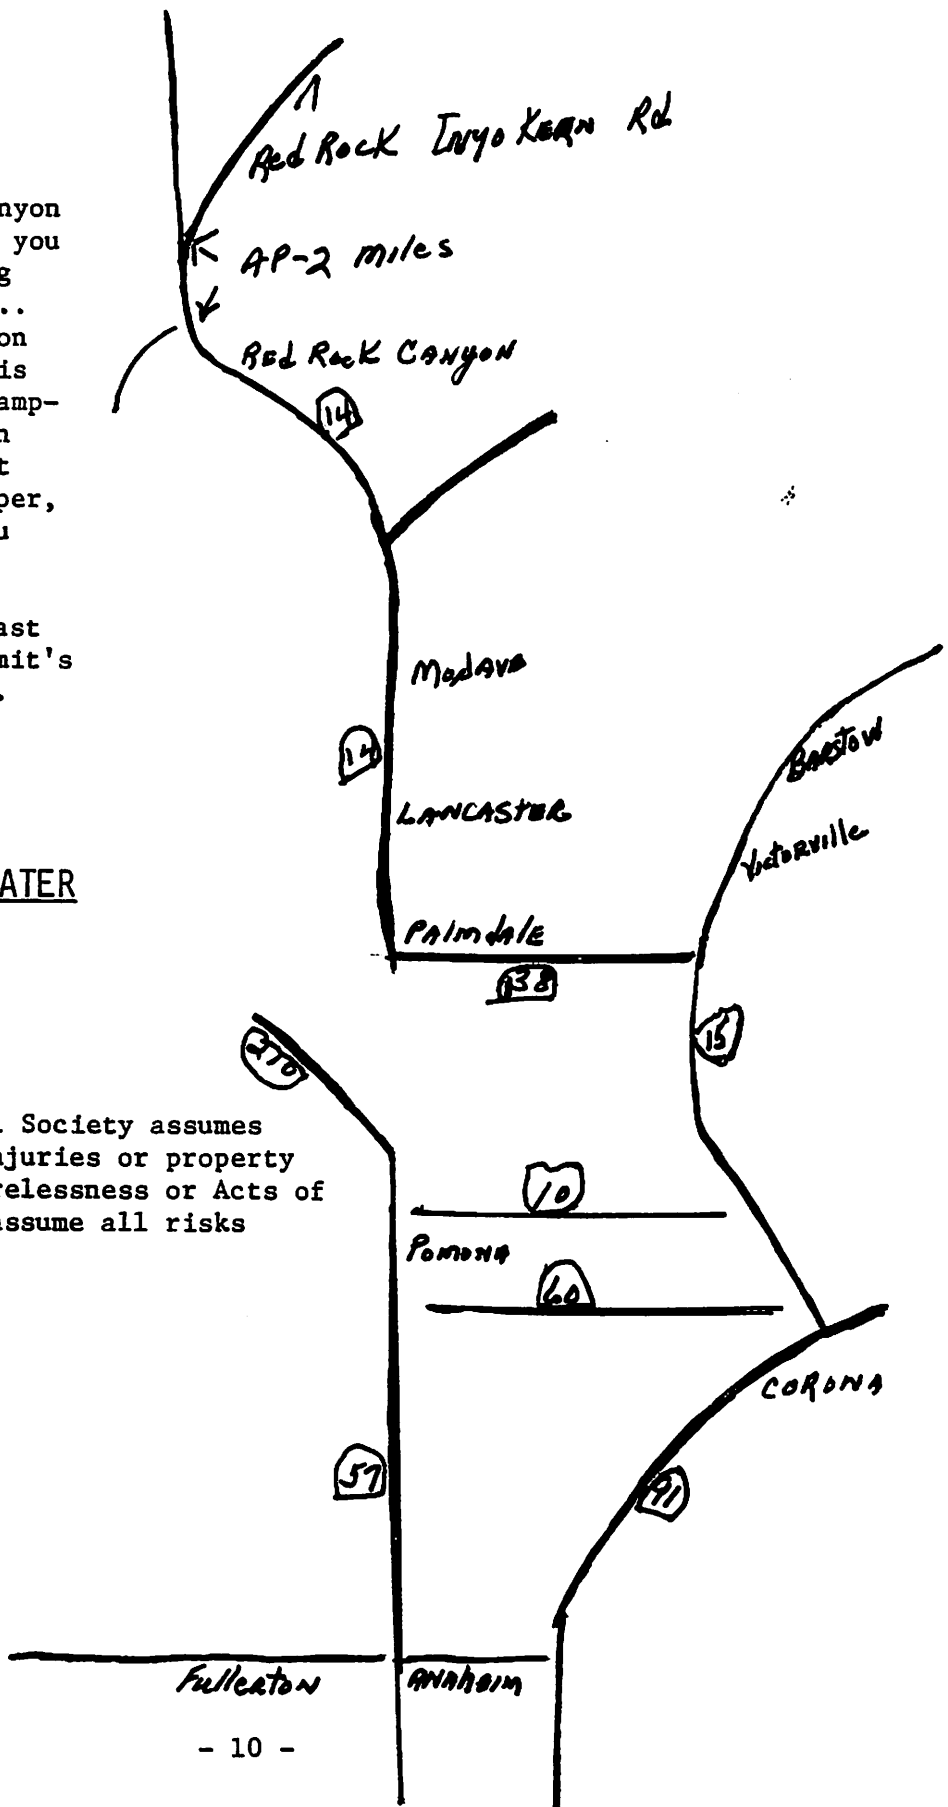 Red Rock Inyo Kern Rd
nyon
you
AP-2 miles
g
..
on
Red Rock Canyon
is
amp-
14
n
t
per,
u
ast
mit's
.
Modave
Barstow
14
Lancaster
Victorville
ATER
Palmdale
138
15
210
. Society assumes
njuries or property
relessness or Acts of
assume all risks
10
Pomona
60
Corona
57
91
Fullerton Anaheim
- 10 -